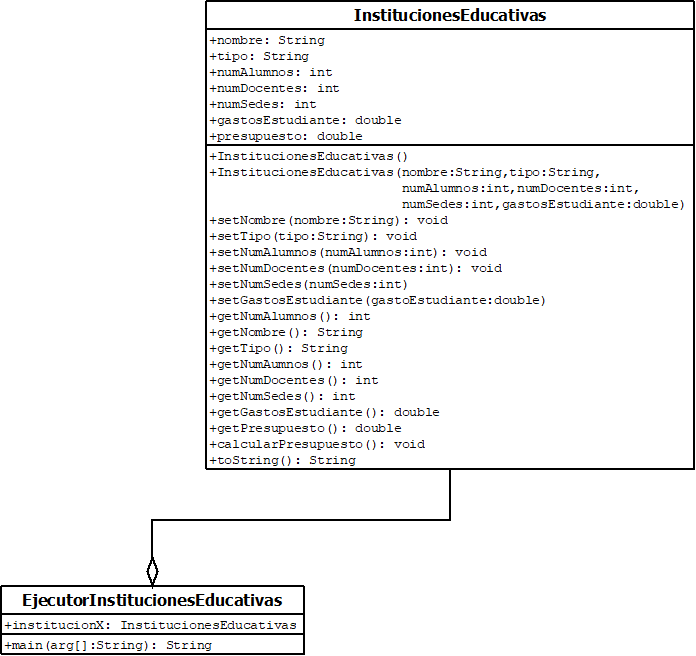 InstitucionesEducativas
+nombre: String
+tipo: String
+numAlumnos: int
+numDocentes: int
+numSedes: int
+gastosEstudiante: double
+presupuesto: double
+InstitucionesEducativas()
+InstitucionesEducativas(nombre:String,tipo:String,
numAlumnos:int,numDocentes:int,
numSedes:int,gastosEstudiante:double)
+setNombre(nombre:String): void
+setTipo(tipo:String): void
+setNumAlumnos(numAlumnos:int): void
+setNumDocentes(numDocentes:int): void
+setNumSedes(numSedes:int)
+setGastosEstudiante(gastoEstudiante:double)
+getNumAlumnos(): int
+getNombre(): String
+getTipo(): String
+getNumAumnos(): int
+getNumDocentes(): int
+getNumSedes(): int
+getGastosEstudiante(): double
+getPresupuesto(): double
+calcularPresupuesto(): void
+toString(): String
EjecutorInstitucionesEducativas
+institucionX: InstitucionesEducativas
+main(arg[]:String): String